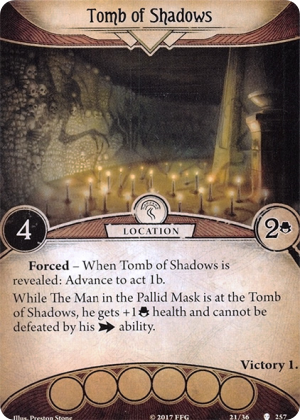 Tomb of Shadows
4
LOCATION
2
Forced – When Tomb of Shadows is
revealed: Advance to act 1b.
While The Man in the Pallid Mask is at the Tomb
of Shadows, he gets +1 health and cannot be
defeated by his ability.
Victory 1.
Illus. Preston Stone
© 2017 FFG
21/36
257